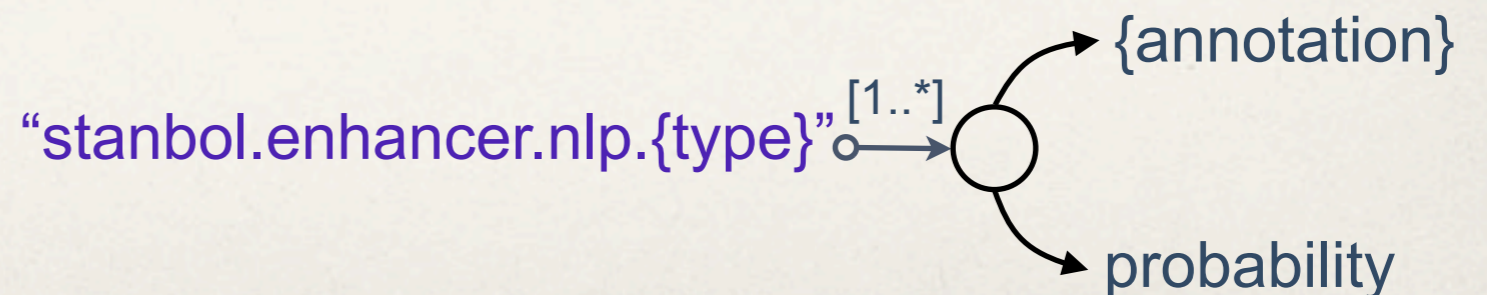 {annotation}
“stanbol.enhancer.nlp.{type}”
[1..*]
probability